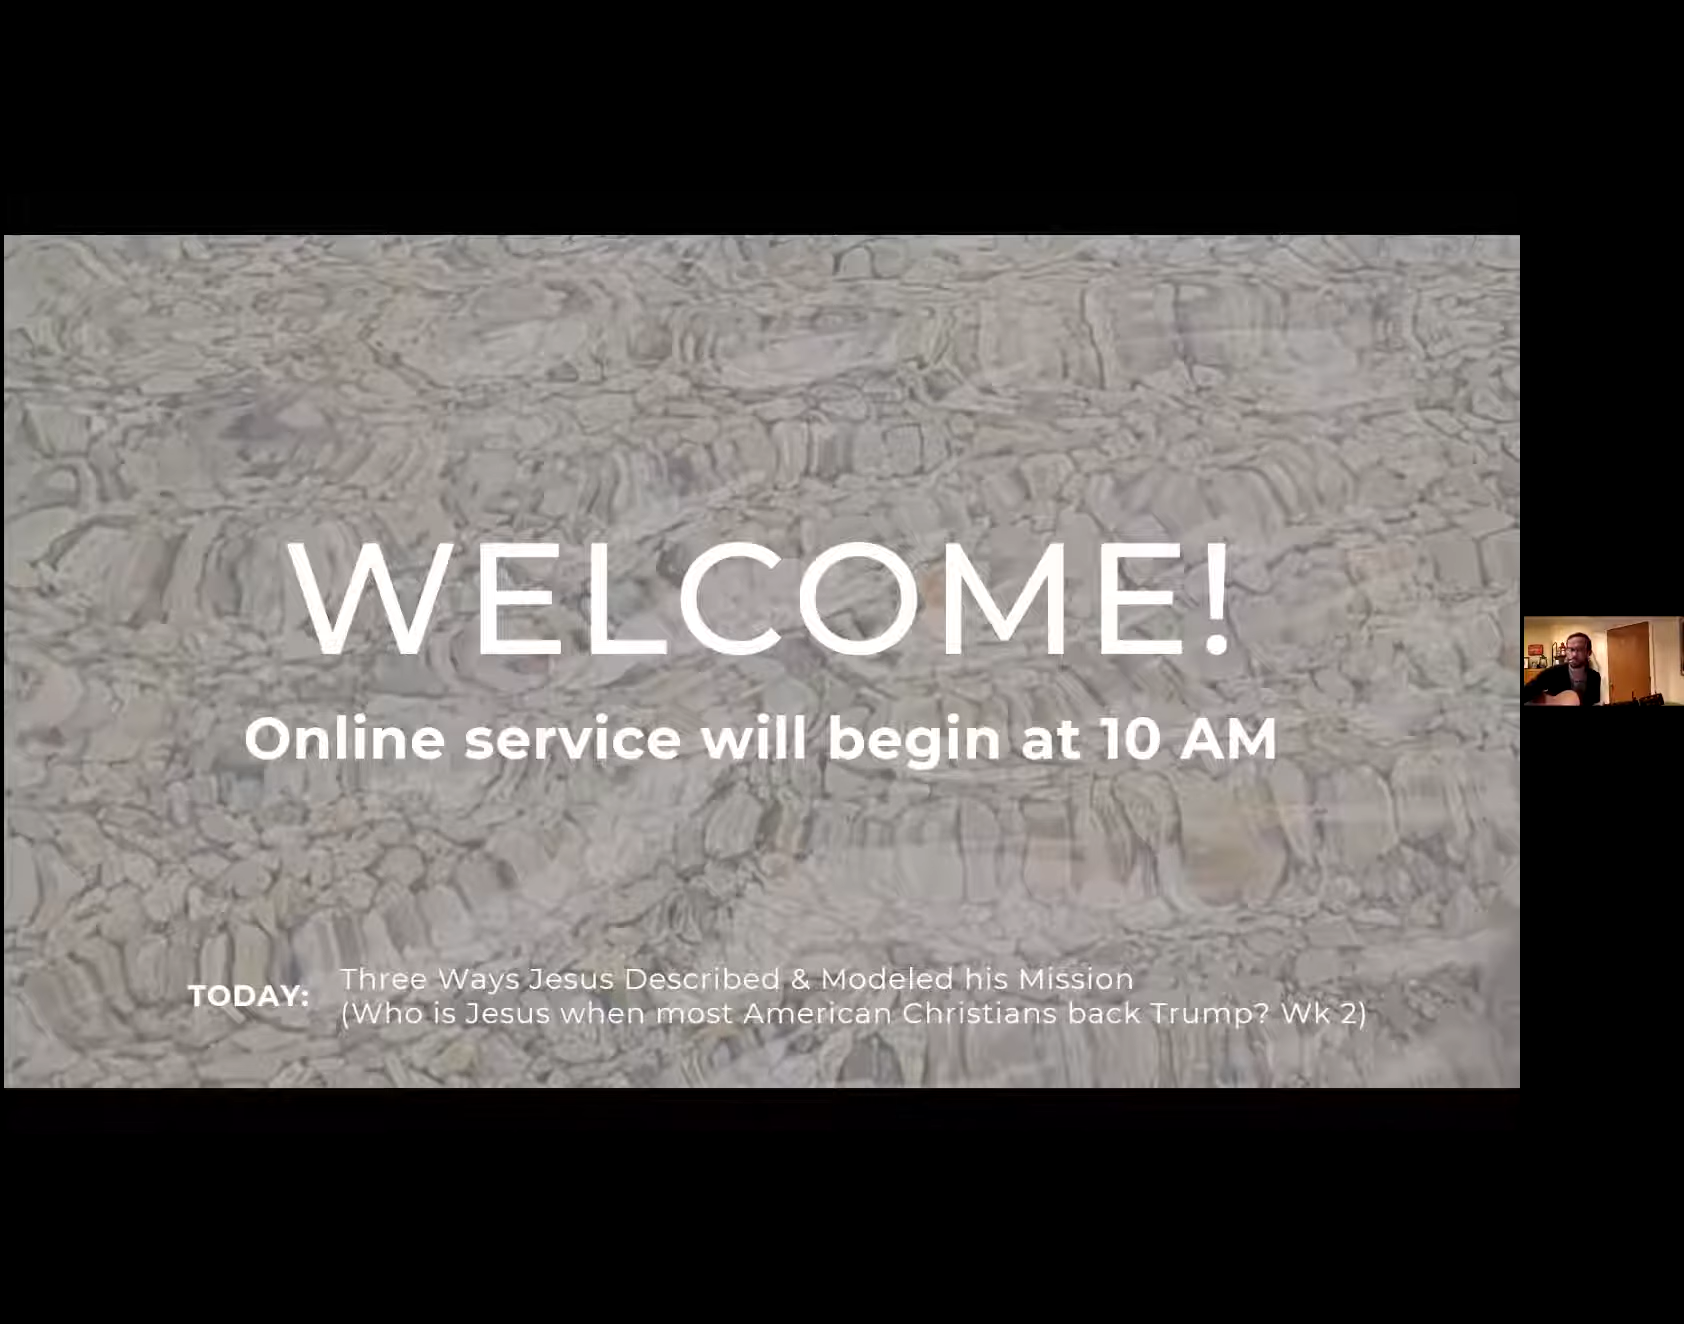 WELCOME!
Online service will begin at 10 AM
TODAY:
Three Ways Jesus Described & Modeled his Mission
(Who is Jesus when most American Christians back Trump? Wk 2)